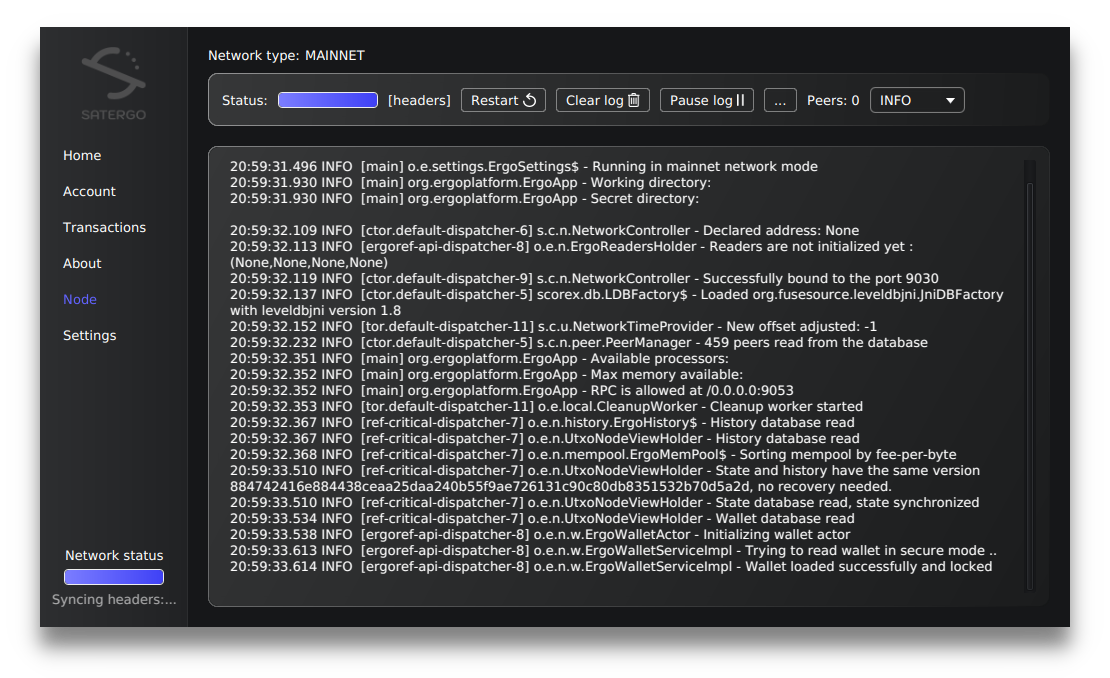 SATERGO
Home
Account
Transactions
About
Node
Settings
Network status
Syncing headers:...
Network type: MAINNET
Status: [headers] Restart Clear log Pause log ... Peers: 0 INFO
20:59:31.496 INFO [main] o.e.settings.ErgoSettings$ - Running in mainnet network mode
20:59:31.930 INFO [main] org.ergoplatform.ErgoApp - Working directory:
20:59:31.930 INFO [main] org.ergoplatform.ErgoApp - Secret directory:
20:59:32.109 INFO [ctor.default-dispatcher-6] s.c.n.NetworkController - Declared address: None
20:59:32.113 INFO [ergoref-api-dispatcher-8] o.e.n.ErgoReadersHolder - Readers are not initialized yet :
(None,None,None,None)
20:59:32.119 INFO [ctor.default-dispatcher-9] s.c.n.NetworkController - Successfully bound to the port 9030
20:59:32.137 INFO [ctor.default-dispatcher-5] scorex.db.LDBFactory$ - Loaded org.fusesource.leveldbjni.JniDBFactory
with leveldbjni version 1.8
20:59:32.152 INFO [tor.default-dispatcher-11] s.c.u.NetworkTimeProvider - New offset adjusted: -1
20:59:32.232 INFO [ctor.default-dispatcher-5] s.c.n.peer.PeerManager - 459 peers read from the database
20:59:32.351 INFO [main] org.ergoplatform.ErgoApp - Available processors:
20:59:32.352 INFO [main] org.ergoplatform.ErgoApp - Max memory available:
20:59:32.352 INFO [main] org.ergoplatform.ErgoApp - RPC is allowed at /0.0.0.0:9053
20:59:32.353 INFO [tor.default-dispatcher-11] o.e.local.CleanupWorker - Cleanup worker started
20:59:32.367 INFO [ref-critical-dispatcher-7] o.e.n.history.ErgoHistory$ - History database read
20:59:32.367 INFO [ref-critical-dispatcher-7] o.e.n.UtxoNodeViewHolder - History database read
20:59:32.368 INFO [ref-critical-dispatcher-7] o.e.n.mempool.ErgoMemPool$ - Sorting mempool by fee-per-byte
20:59:33.510 INFO [ref-critical-dispatcher-7] o.e.n.UtxoNodeViewHolder - State and history have the same version
884742416e884438ceaa25daa240b55f9ae726131c90c80db8351532b70d5a2d, no recovery needed.
20:59:33.510 INFO [ref-critical-dispatcher-7] o.e.n.UtxoNodeViewHolder - State database read, state synchronized
20:59:33.534 INFO [ref-critical-dispatcher-7] o.e.n.UtxoNodeViewHolder - Wallet database read
20:59:33.538 INFO [ergoref-api-dispatcher-8] o.e.n.w.ErgoWalletActor - Initializing wallet actor
20:59:33.613 INFO [ergoref-api-dispatcher-8] o.e.n.w.ErgoWalletServiceImpl - Trying to read wallet in secure mode ..
20:59:33.614 INFO [ergoref-api-dispatcher-8] o.e.n.w.ErgoWalletServiceImpl - Wallet loaded successfully and locked